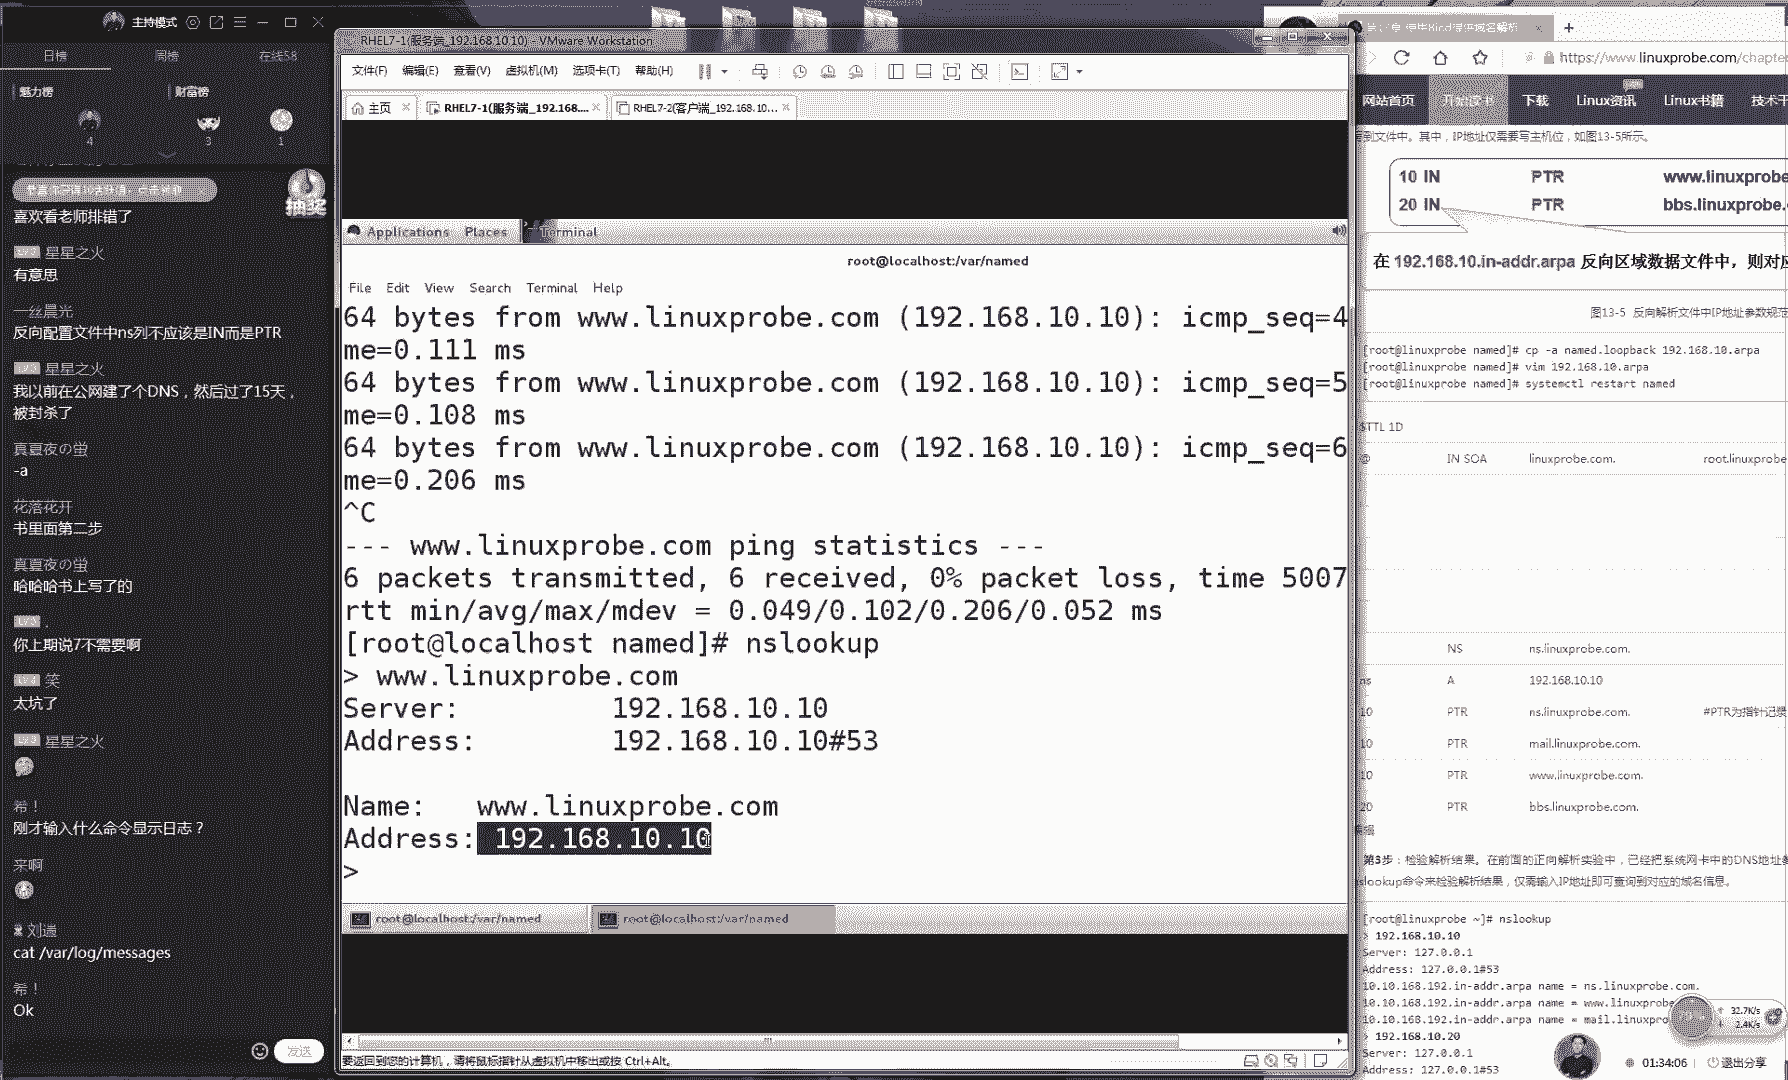 主持模式
日榜 周榜 在线58
魅力榜 财富榜
4 3 1
抽奖
喜欢看老师排错了
星星之火
有意思
一丝晨光
反向配置文件中ns列不应该是IN而是PTR
星星之火
我以前在公网建了个DNS，然后过了15天，
被封杀了
真夏夜の蛍
-a
花落花开
书里面第二步
真夏夜の蛍
哈哈哈书上写了的
.
你上期说7不需要啊
笑
太坑了
星星之火
希！
刚才输入什么命令显示日志？
来啊
刘遄
cat /var/log/messages
希！
Ok
发送
RHEL7-1(服务端_192.168.10.10) - VMware Workstation
文件(F) 编辑(E) 查看(V) 虚拟机(M) 选项卡(T) 帮助(H)
主页 RHEL7-1(服务端_192.168.... RHEL7-2(客户端_192.168.10...
Applications Places Terminal
root@localhost:/var/named
File Edit View Search Terminal Help
64 bytes from www.linuxprobe.com (192.168.10.10): icmp_seq=4
me=0.111 ms
64 bytes from www.linuxprobe.com (192.168.10.10): icmp_seq=5
me=0.108 ms
64 bytes from www.linuxprobe.com (192.168.10.10): icmp_seq=6
me=0.206 ms
^C
--- www.linuxprobe.com ping statistics ---
6 packets transmitted, 6 received, 0% packet loss, time 5007
rtt min/avg/max/mdev = 0.049/0.102/0.206/0.052 ms
[root@localhost named]# nslookup
> www.linuxprobe.com
Server: 192.168.10.10
Address: 192.168.10.10#53
Name: www.linuxprobe.com
Address: 192.168.10.10
>
root@localhost:/var/named root@localhost:/var/named
要返回到您的计算机，请将鼠标指针从虚拟机中移出或按 Ctrl+Alt。
https://www.linuxprobe.com/chapte
网站首页 开始读书 下载 Linux资讯 Linux书籍 技术干
到文件中。其中，IP地址仅需要写主机位，如图13-5所示。
10 IN PTR www.linuxprobe
20 IN PTR bbs.linuxprobe.
在 192.168.10.in-addr.arpa 反向区域数据文件中，则对应
图13-5 反向解析文件中IP地址参数规范
[root@linuxprobe named]# cp -a named.loopback 192.168.10.arpa
[root@linuxprobe named]# vim 192.168.10.arpa
[root@linuxprobe named]# systemctl restart named
$TTL 1D
@ IN SOA linuxprobe.com. root.linuxprobe
NS ns.linuxprobe.com.
ns A 192.168.10.10
10 PTR ns.linuxprobe.com. #PTR为指针记录
10 PTR mail.linuxprobe.com.
10 PTR www.linuxprobe.com.
20 PTR bbs.linuxprobe.com.
第3步：检验解析结果。在前面的正向解析实验中，已经把系统网卡中的DNS地址参
nslookup命令来检验解析结果，仅需输入IP地址即可查询到对应的域名信息。
[root@linuxprobe ~]# nslookup
> 192.168.10.10
Server: 127.0.0.1
Address: 127.0.0.1#53
10.10.168.192.in-addr.arpa name = ns.linuxprobe.com.
10.10.168.192.in-addr.arpa name = www.linuxprobe
10.10.168.192.in-addr.arpa name = mail.linuxpro
> 192.168.10.20
Server: 127.0.0.1
Address: 127.0.0.1#53
32.7K/s
2.4K/s
01:34:06 退出分享